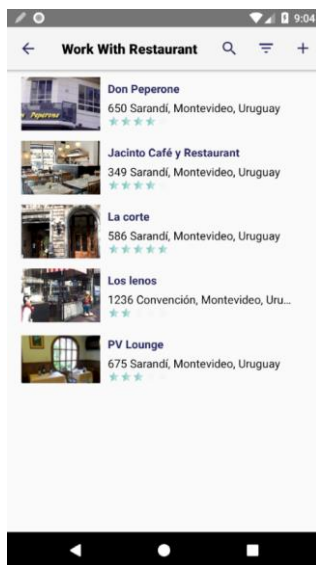 9:04
Work With Restaurant
Don Peperone
650 Sarandí, Montevideo, Uruguay
Peperone
Jacinto Café y Restaurant
349 Sarandí, Montevideo, Uruguay
La corte
586 Sarandí, Montevideo, Uruguay
Los lenos
1236 Convención, Montevideo, Uru...
PV Lounge
675 Sarandí, Montevideo, Uruguay